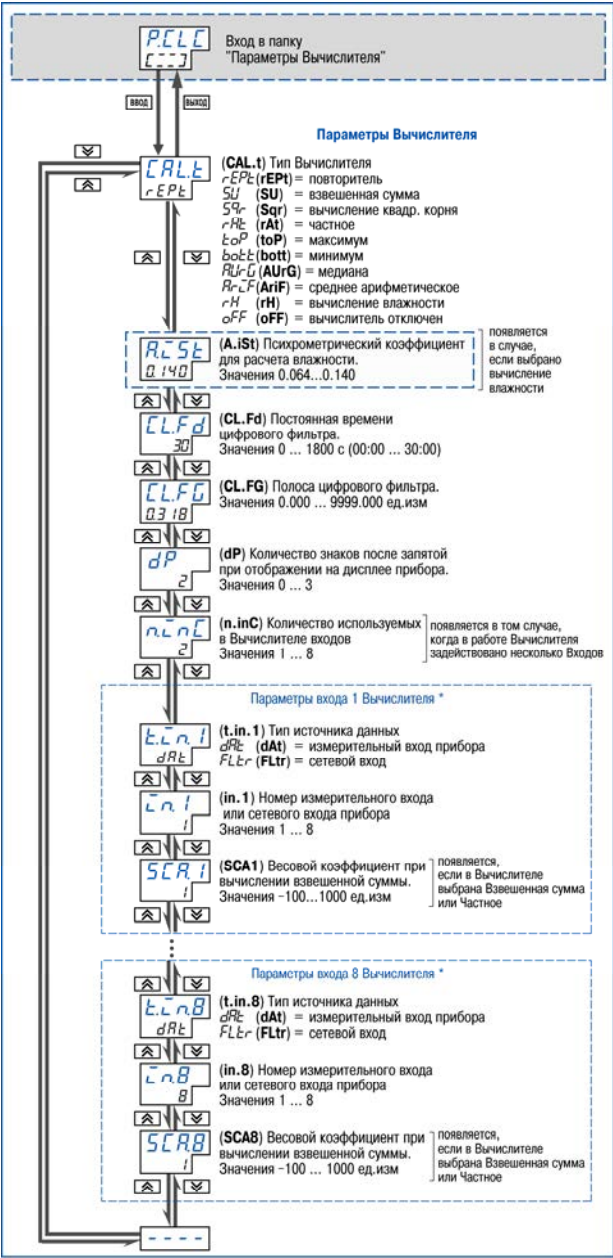 P.CLC
[---]
Вход в папку
"Параметры Вычислителя"
ввод
выход
Параметры Вычислителя
CAL.t
rEPt
(CAL.t) Тип Вычислителя
rEPt (rEPt) = повторитель
SU (SU) = взвешенная сумма
Sqr (Sqr) = вычисление квадр. корня
rAt (rAt) = частное
toP (toP) = максимум
bott (bott) = минимум
AUrG (AUrG) = медиана
AriF (AriF) = среднее арифметическое
rH (rH) = вычисление влажности
oFF (oFF) = вычислитель отключен
A.iSt
0.140
(A.iSt) Психрометрический коэффициент
для расчета влажности.
Значения 0.064...0.140
появляется
в случае,
если выбрано
вычисление
влажности
CL.Fd
30
(CL.Fd) Постоянная времени
цифрового фильтра.
Значения 0 ... 1800 с (00:00 ... 30:00)
CL.FG
0.318
(CL.FG) Полоса цифрового фильтра.
Значения 0.000 ... 9999.000 ед.изм
dP
2
(dP) Количество знаков после запятой
при отображении на дисплее прибора.
Значения 0 ... 3
n.inC
2
(n.inC) Количество используемых
в Вычислителе входов
Значения 1 ... 8
появляется в том случае,
когда в работе Вычислителя
задействовано несколько Входов
Параметры входа 1 Вычислителя *
t.in.1
dAt
(t.in.1) Тип источника данных
dAt (dAt) = измерительный вход прибора
FLtr (FLtr) = сетевой вход
in.1
1
(in.1) Номер измерительного входа
или сетевого входа прибора
Значения 1 ... 8
SCA.1
1
(SCA1) Весовой коэффициент при
вычислении взвешенной суммы.
Значения -100...1000 ед.изм
появляется,
если в Вычислителе
выбрана Взвешенная сумма
или Частное
Параметры входа 8 Вычислителя *
t.in.8
dAt
(t.in.8) Тип источника данных
dAt (dAt) = измерительный вход прибора
FLtr (FLtr) = сетевой вход
in.8
8
(in.8) Номер измерительного входа
или сетевого входа прибора
Значения 1 ... 8
SCA.8
1
(SCA8) Весовой коэффициент при
вычислении взвешенной суммы.
Значения -100 ... 1000 ед.изм
появляется,
если в Вычислителе
выбрана Взвешенная сумма
или Частное
- - - -